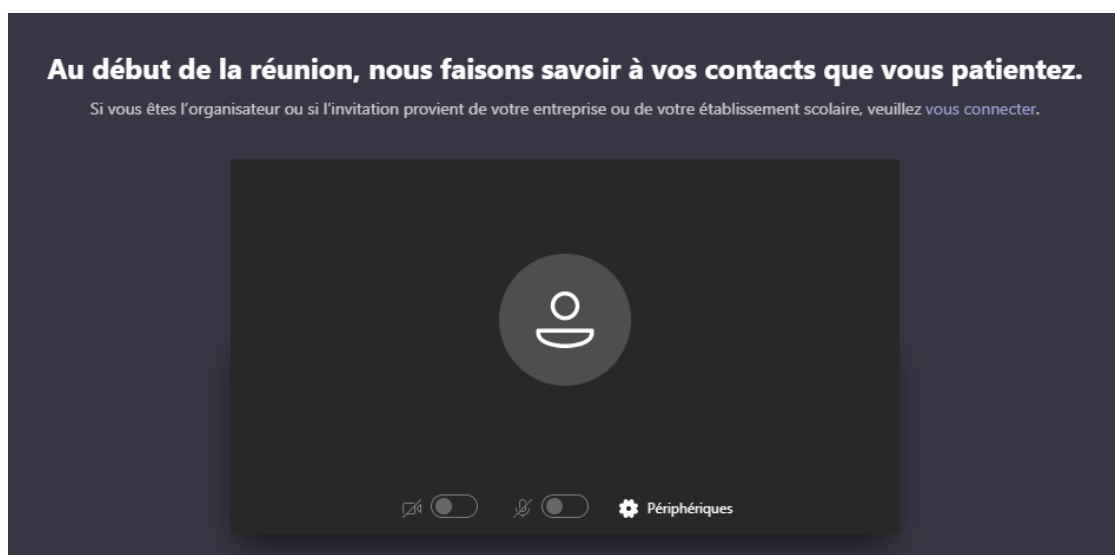 Au début de la réunion, nous faisons savoir à vos contacts que vous patientez.
Si vous êtes l’organisateur ou si l’invitation provient de votre entreprise ou de votre établissement scolaire, veuillez vous connecter.
Périphériques